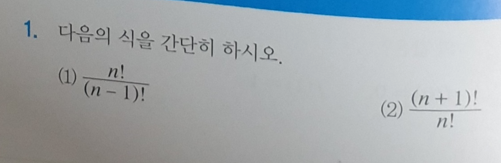 1. 다음의 식을 간단히 하시오.
(1) n!/(n − 1)!
(2) (n + 1)!/n!